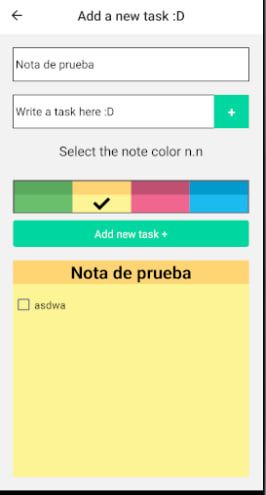 Add a new task :D
Nota de prueba
Write a task here :D
+
Select the note color n.n
Add new task +
Nota de prueba
asdwa